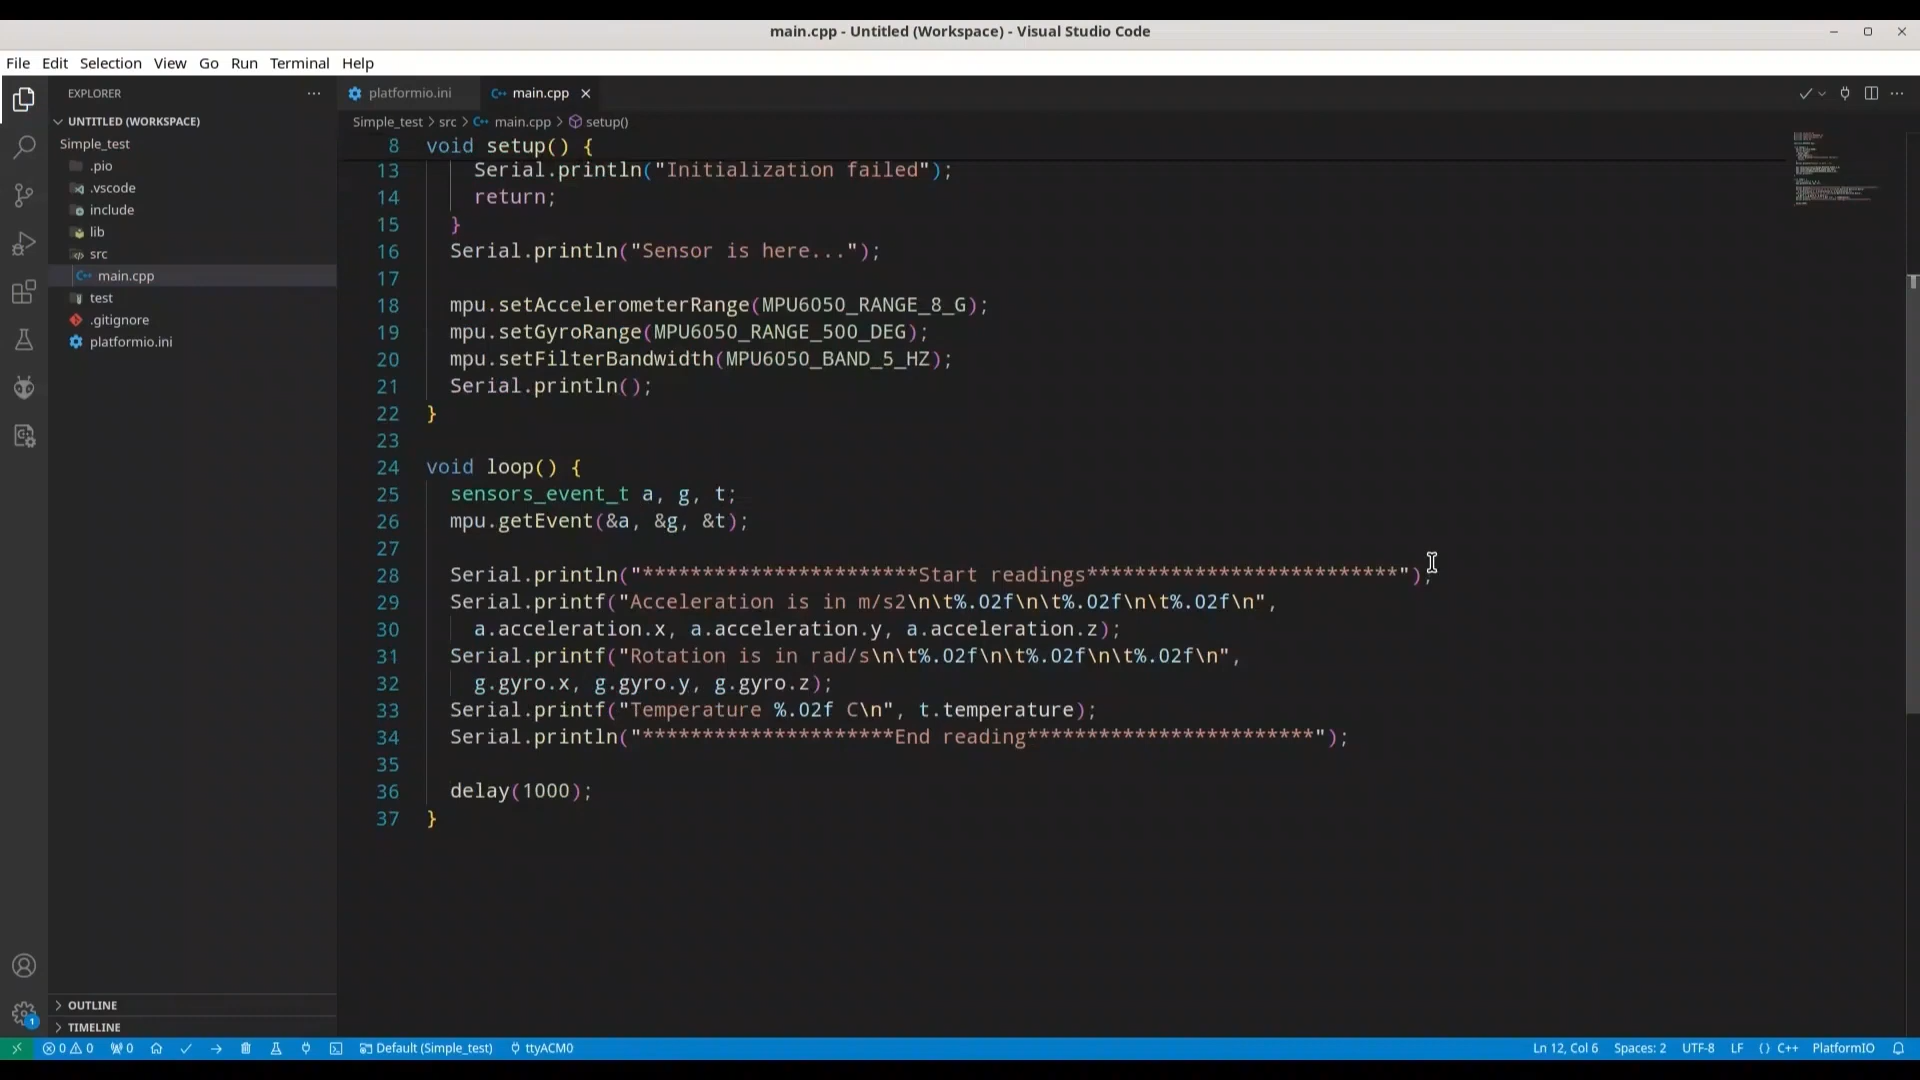 main.cpp - Untitled (Workspace) - Visual Studio Code
File Edit Selection View Go Run Terminal Help
EXPLORER
UNTITLED (WORKSPACE)
Simple_test
.pio
.vscode
include
lib
src
main.cpp
test
.gitignore
platformio.ini
OUTLINE
TIMELINE
platformio.ini main.cpp
Simple_test > src > main.cpp > setup()
8 void setup() {
13 Serial.println("Initialization failed");
14 return;
15 }
16 Serial.println("Sensor is here...");
17
18 mpu.setAccelerometerRange(MPU6050_RANGE_8_G);
19 mpu.setGyroRange(MPU6050_RANGE_500_DEG);
20 mpu.setFilterBandwidth(MPU6050_BAND_5_HZ);
21 Serial.println();
22 }
23
24 void loop() {
25 sensors_event_t a, g, t;
26 mpu.getEvent(&a, &g, &t);
27
28 Serial.println("***********************Start readings**************************");
29 Serial.printf("Acceleration is in m/s2\n\t%.02f\n\t%.02f\n\t%.02f\n",
30 a.acceleration.x, a.acceleration.y, a.acceleration.z);
31 Serial.printf("Rotation is in rad/s\n\t%.02f\n\t%.02f\n\t%.02f\n",
32 g.gyro.x, g.gyro.y, g.gyro.z);
33 Serial.printf("Temperature %.02f C\n", t.temperature);
34 Serial.println("*********************End reading************************");
35
36 delay(1000);
37 }
1
0 0 0 Default (Simple_test) ttyACM0 Ln 12, Col 6 Spaces: 2 UTF-8 LF {} C++ PlatformIO